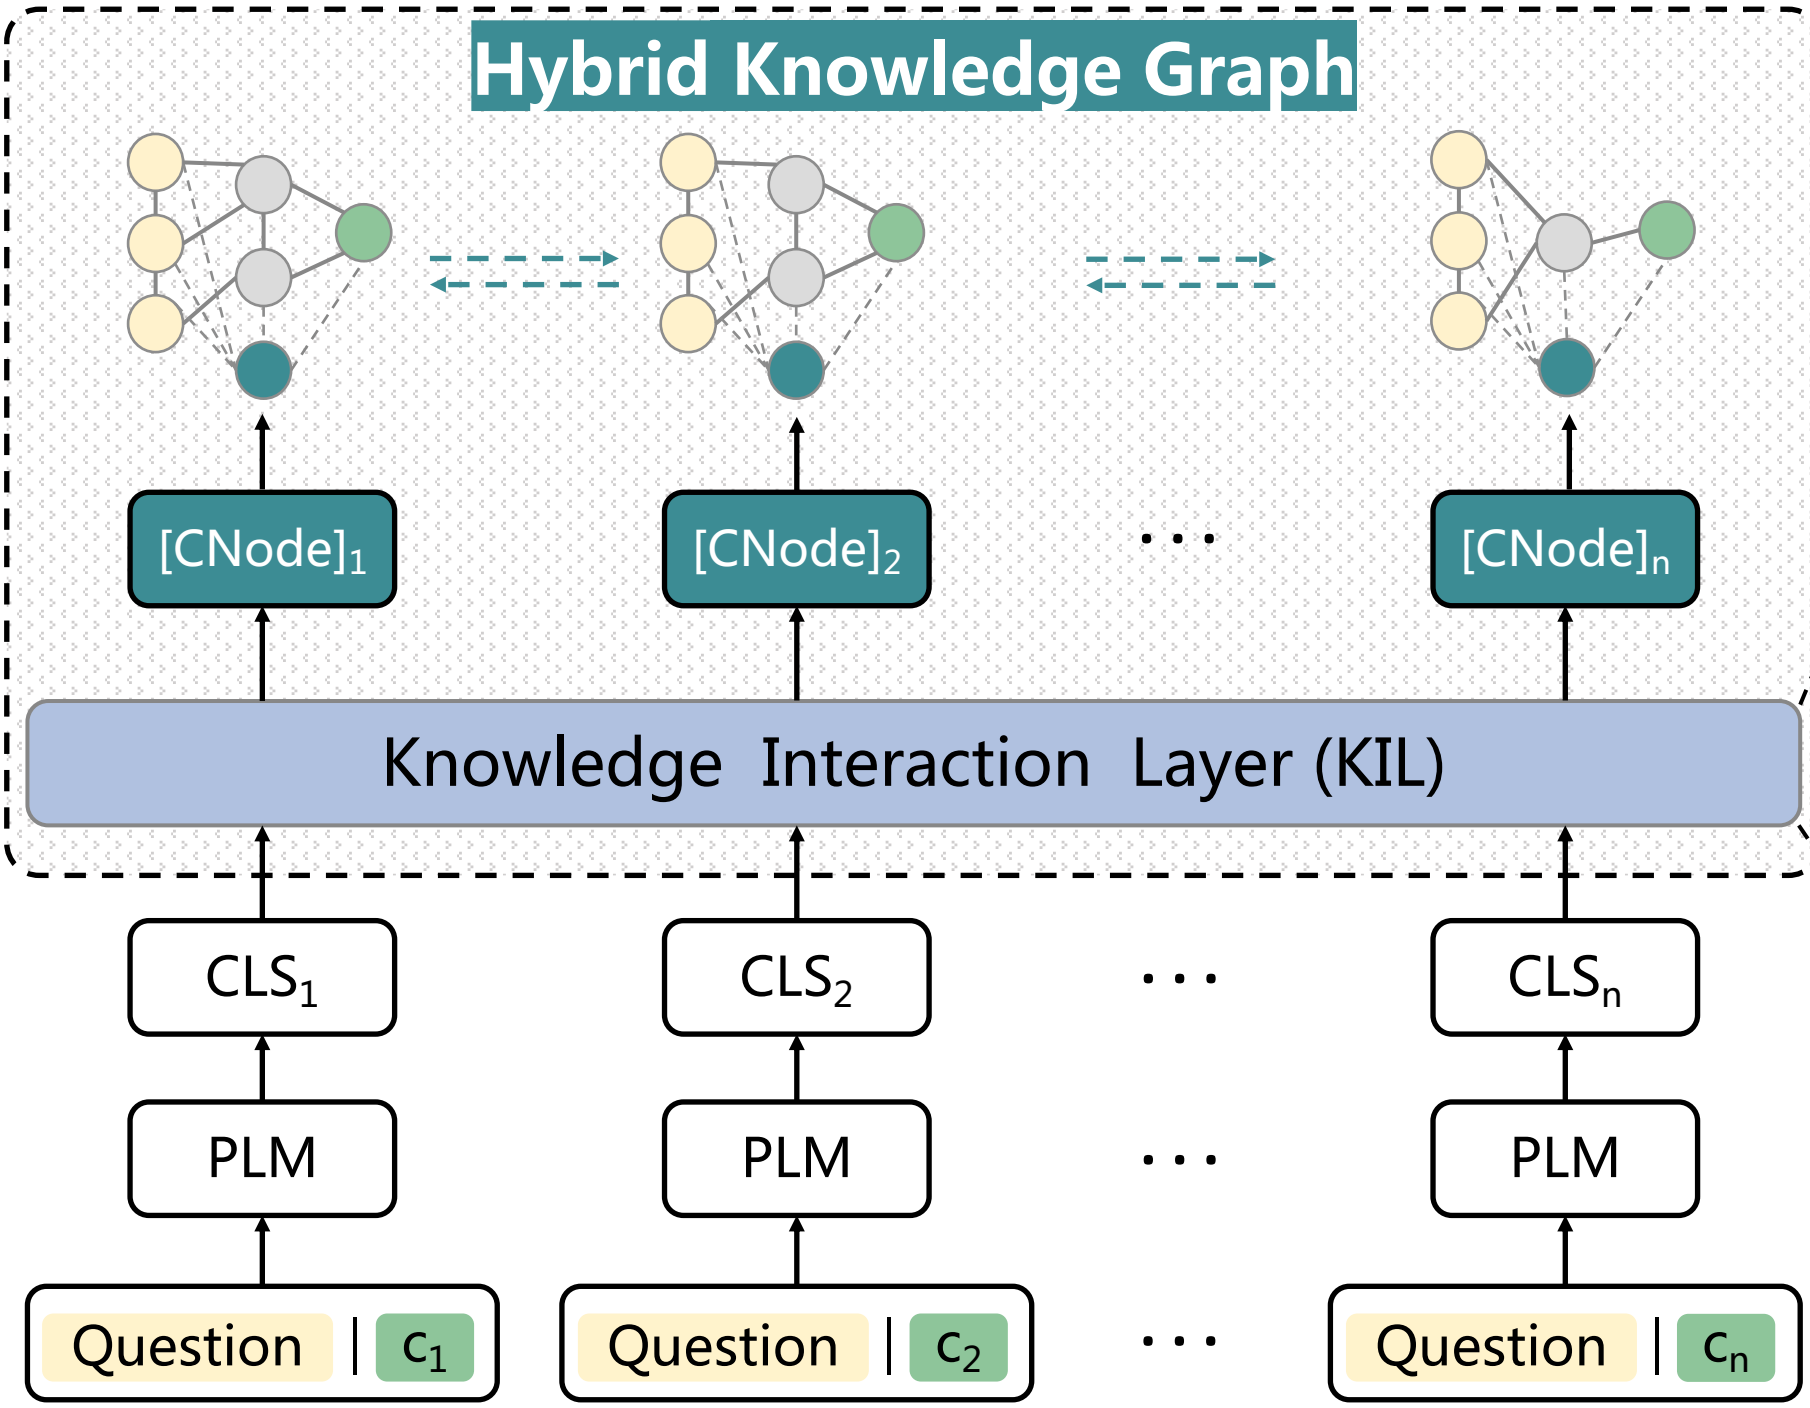 Hybrid Knowledge Graph
[CNode]₁ [CNode]₂ ... [CNode]ₙ
Knowledge Interaction Layer (KIL)
CLS₁ CLS₂ ... CLSₙ
PLM PLM ... PLM
Question | c₁ Question | c₂ ... Question | cₙ